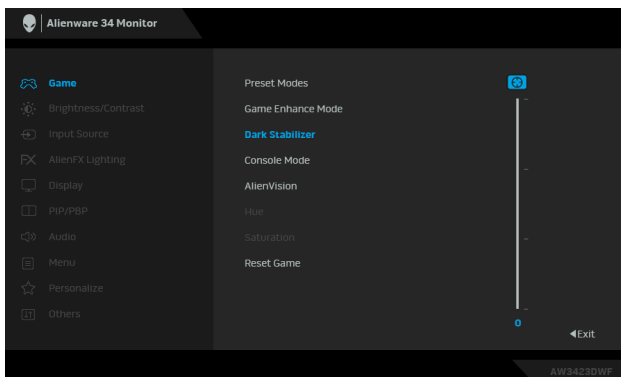 Alienware 34 Monitor
Game
Brightness/Contrast
Input Source
AlienFX Lighting
Display
PIP/PBP
Audio
Menu
Personalize
Others
Preset Modes
Game Enhance Mode
Dark Stabilizer
Console Mode
AlienVision
Hue
Saturation
Reset Game
0
Exit
AW3423DWF